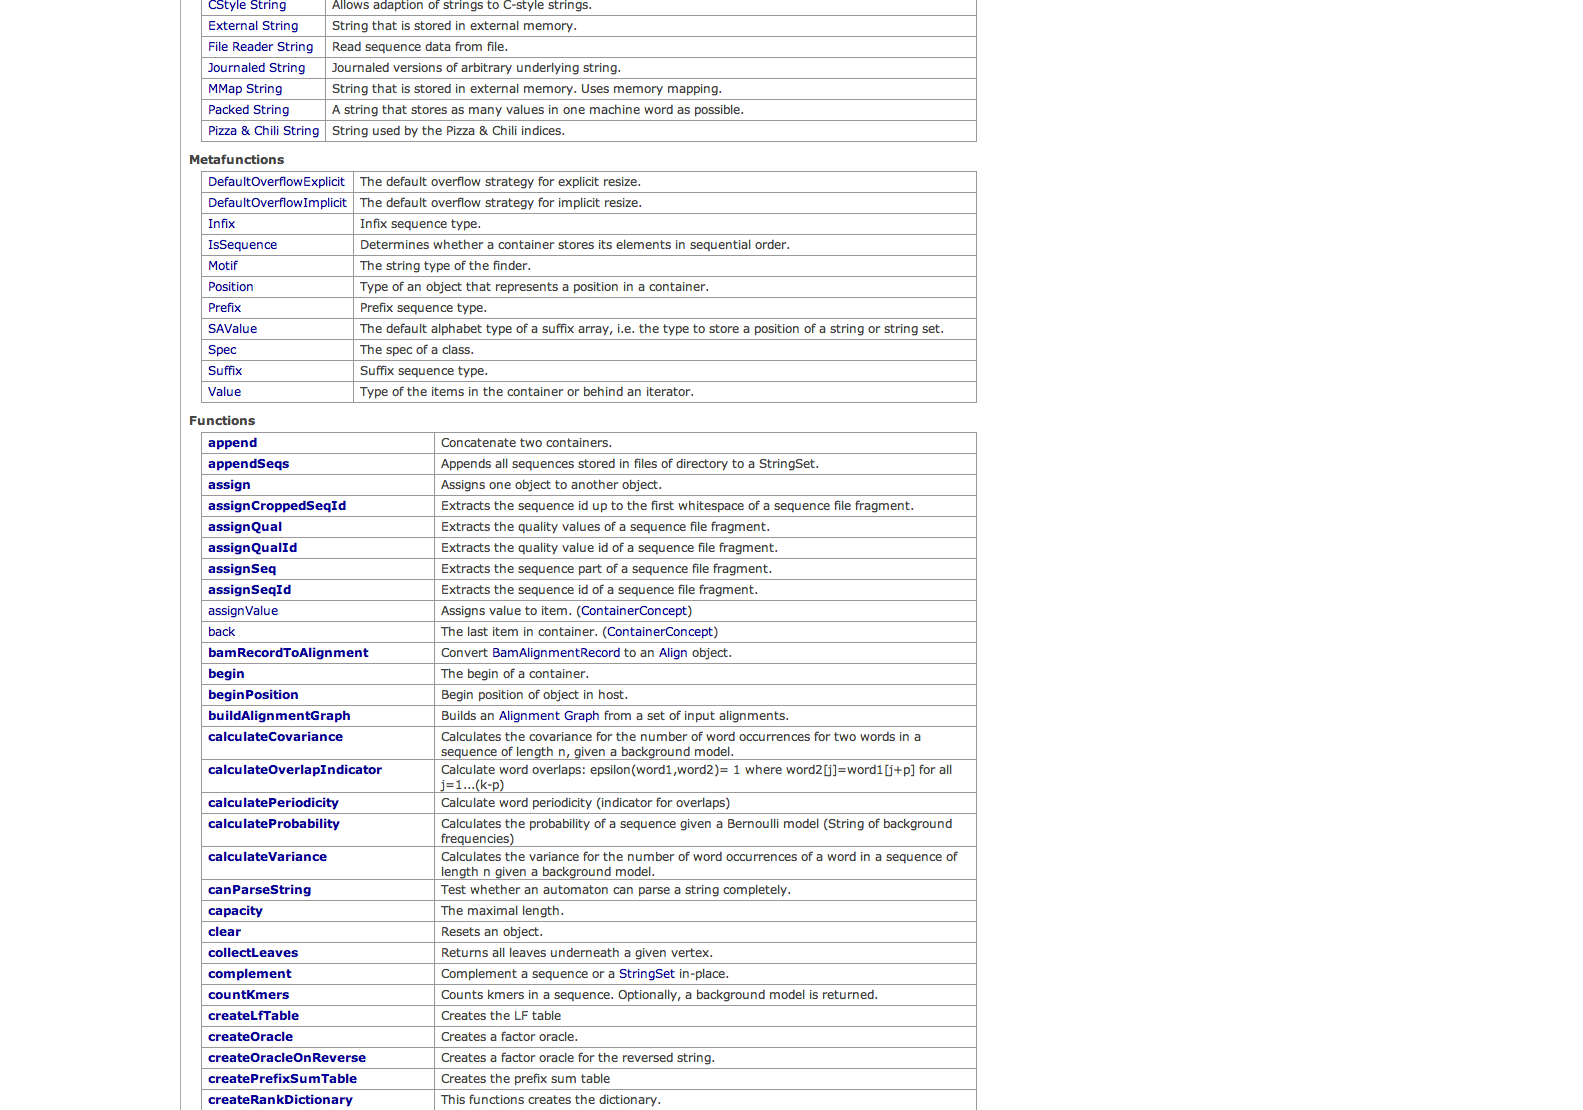 CStyle String Allows adaption of strings to C-style strings.
External String String that is stored in external memory.
File Reader String Read sequence data from file.
Journaled String Journaled versions of arbitrary underlying string.
MMap String String that is stored in external memory. Uses memory mapping.
Packed String A string that stores as many values in one machine word as possible.
Pizza & Chili String String used by the Pizza & Chili indices.
Metafunctions
DefaultOverflowExplicit The default overflow strategy for explicit resize.
DefaultOverflowImplicit The default overflow strategy for implicit resize.
Infix Infix sequence type.
IsSequence Determines whether a container stores its elements in sequential order.
Motif The string type of the finder.
Position Type of an object that represents a position in a container.
Prefix Prefix sequence type.
SAValue The default alphabet type of a suffix array, i.e. the type to store a position of a string or string set.
Spec The spec of a class.
Suffix Suffix sequence type.
Value Type of the items in the container or behind an iterator.
Functions
append Concatenate two containers.
appendSeqs Appends all sequences stored in files of directory to a StringSet.
assign Assigns one object to another object.
assignCroppedSeqId Extracts the sequence id up to the first whitespace of a sequence file fragment.
assignQual Extracts the quality values of a sequence file fragment.
assignQualId Extracts the quality value id of a sequence file fragment.
assignSeq Extracts the sequence part of a sequence file fragment.
assignSeqId Extracts the sequence id of a sequence file fragment.
assignValue Assigns value to item. (ContainerConcept)
back The last item in container. (ContainerConcept)
bamRecordToAlignment Convert BamAlignmentRecord to an Align object.
begin The begin of a container.
beginPosition Begin position of object in host.
buildAlignmentGraph Builds an Alignment Graph from a set of input alignments.
calculateCovariance Calculates the covariance for the number of word occurrences for two words in a
sequence of length n, given a background model.
calculateOverlapIndicator Calculate word overlaps: epsilon(word1,word2)= 1 where word2[j]=word1[j+p] for all
j=1...(k-p)
calculatePeriodicity Calculate word periodicity (indicator for overlaps)
calculateProbability Calculates the probability of a sequence given a Bernoulli model (String of background
frequencies)
calculateVariance Calculates the variance for the number of word occurrences of a word in a sequence of
length n given a background model.
canParseString Test whether an automaton can parse a string completely.
capacity The maximal length.
clear Resets an object.
collectLeaves Returns all leaves underneath a given vertex.
complement Complement a sequence or a StringSet in-place.
countKmers Counts kmers in a sequence. Optionally, a background model is returned.
createLfTable Creates the LF table
createOracle Creates a factor oracle.
createOracleOnReverse Creates a factor oracle for the reversed string.
createPrefixSumTable Creates the prefix sum table
createRankDictionary This functions creates the dictionary.